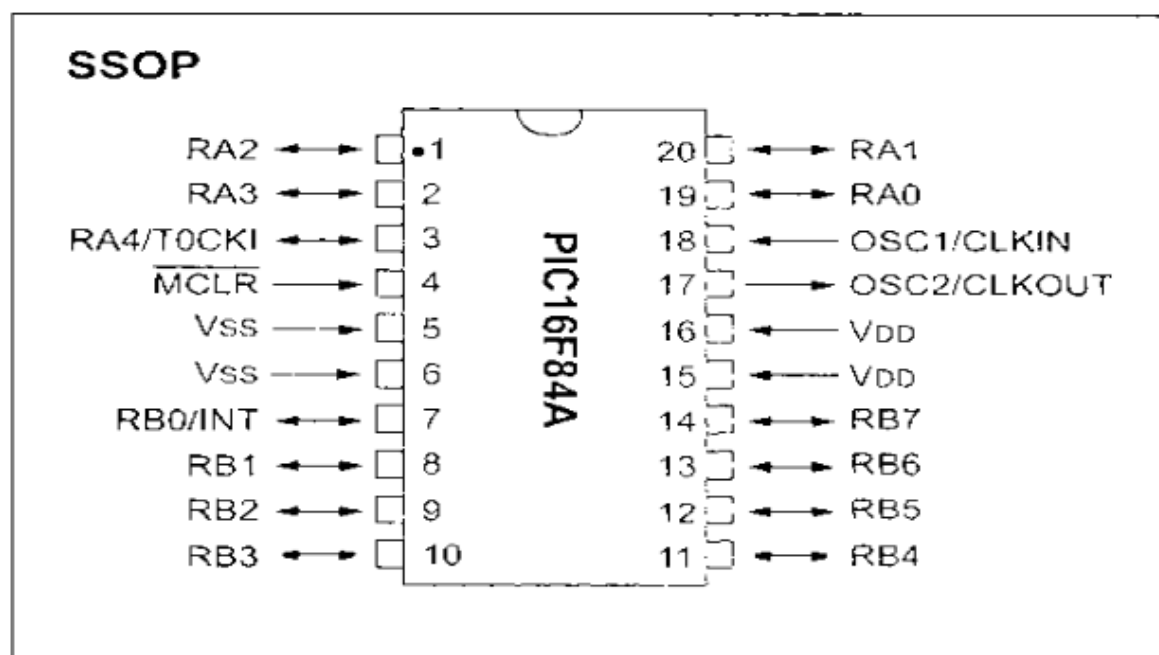 SSOP
RA2 1 20 RA1
RA3 2 19 RA0
RA4/T0CKI 3 18 OSC1/CLKIN
MCLR 4 17 OSC2/CLKOUT
VSS 5 16 VDD
VSS 6 15 VDD
RB0/INT 7 14 RB7
RB1 8 13 RB6
RB2 9 12 RB5
RB3 10 11 RB4
PIC16F84A